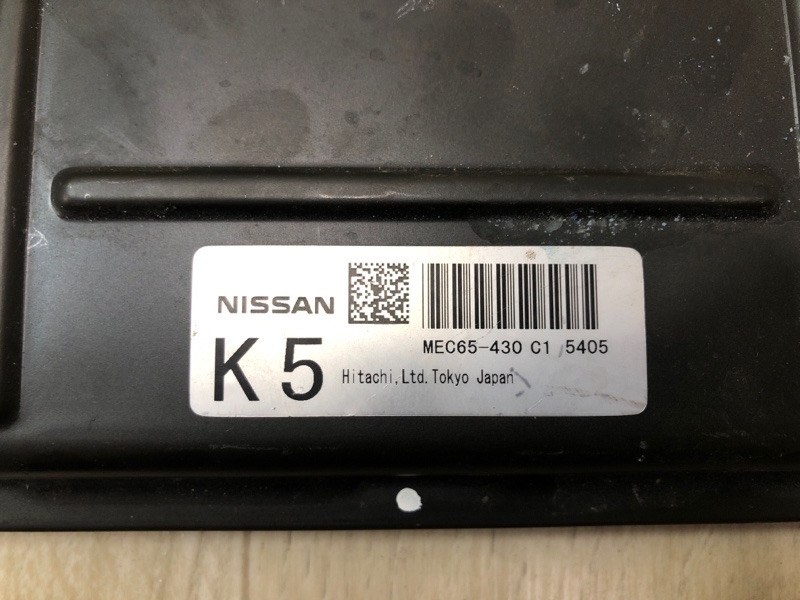 NISSAN
MEC65-430 C1 5405
K5
Hitachi,Ltd.Tokyo Japan